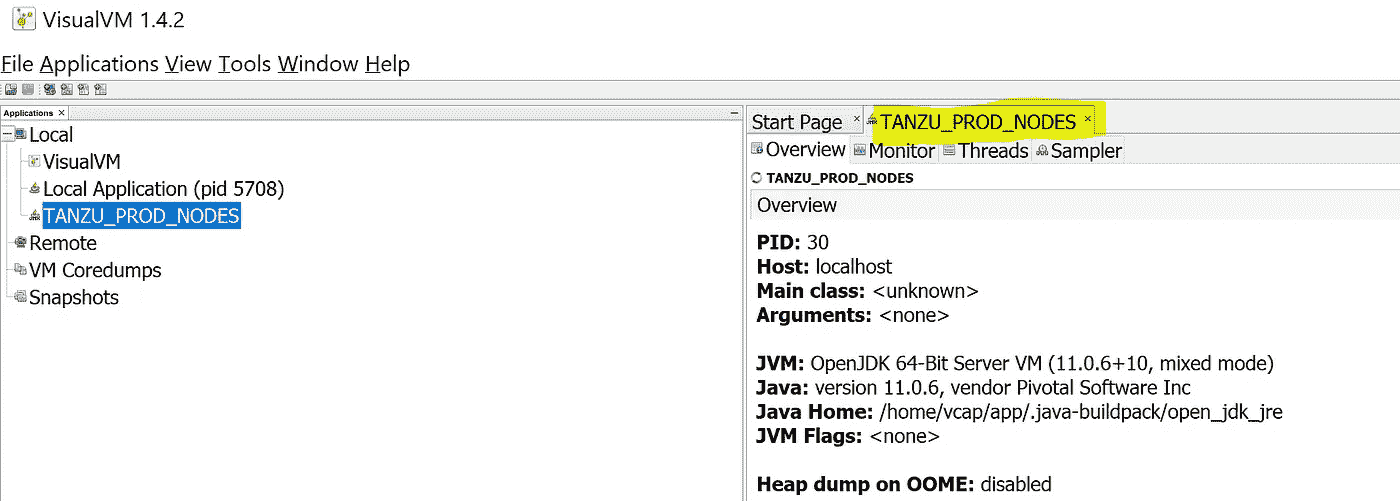 VisualVM 1.4.2
File Applications View Tools Window Help
Applications
Local
VisualVM
Local Application (pid 5708)
TANZU_PROD_NODES
Remote
VM Coredumps
Snapshots
Start Page TANZU_PROD_NODES
Overview Monitor Threads Sampler
TANZU_PROD_NODES
Overview
PID: 30
Host: localhost
Main class: <unknown>
Arguments: <none>
JVM: OpenJDK 64-Bit Server VM (11.0.6+10, mixed mode)
Java: version 11.0.6, vendor Pivotal Software Inc
Java Home: /home/vcap/app/.java-buildpack/open_jdk_jre
JVM Flags: <none>
Heap dump on OOME: disabled